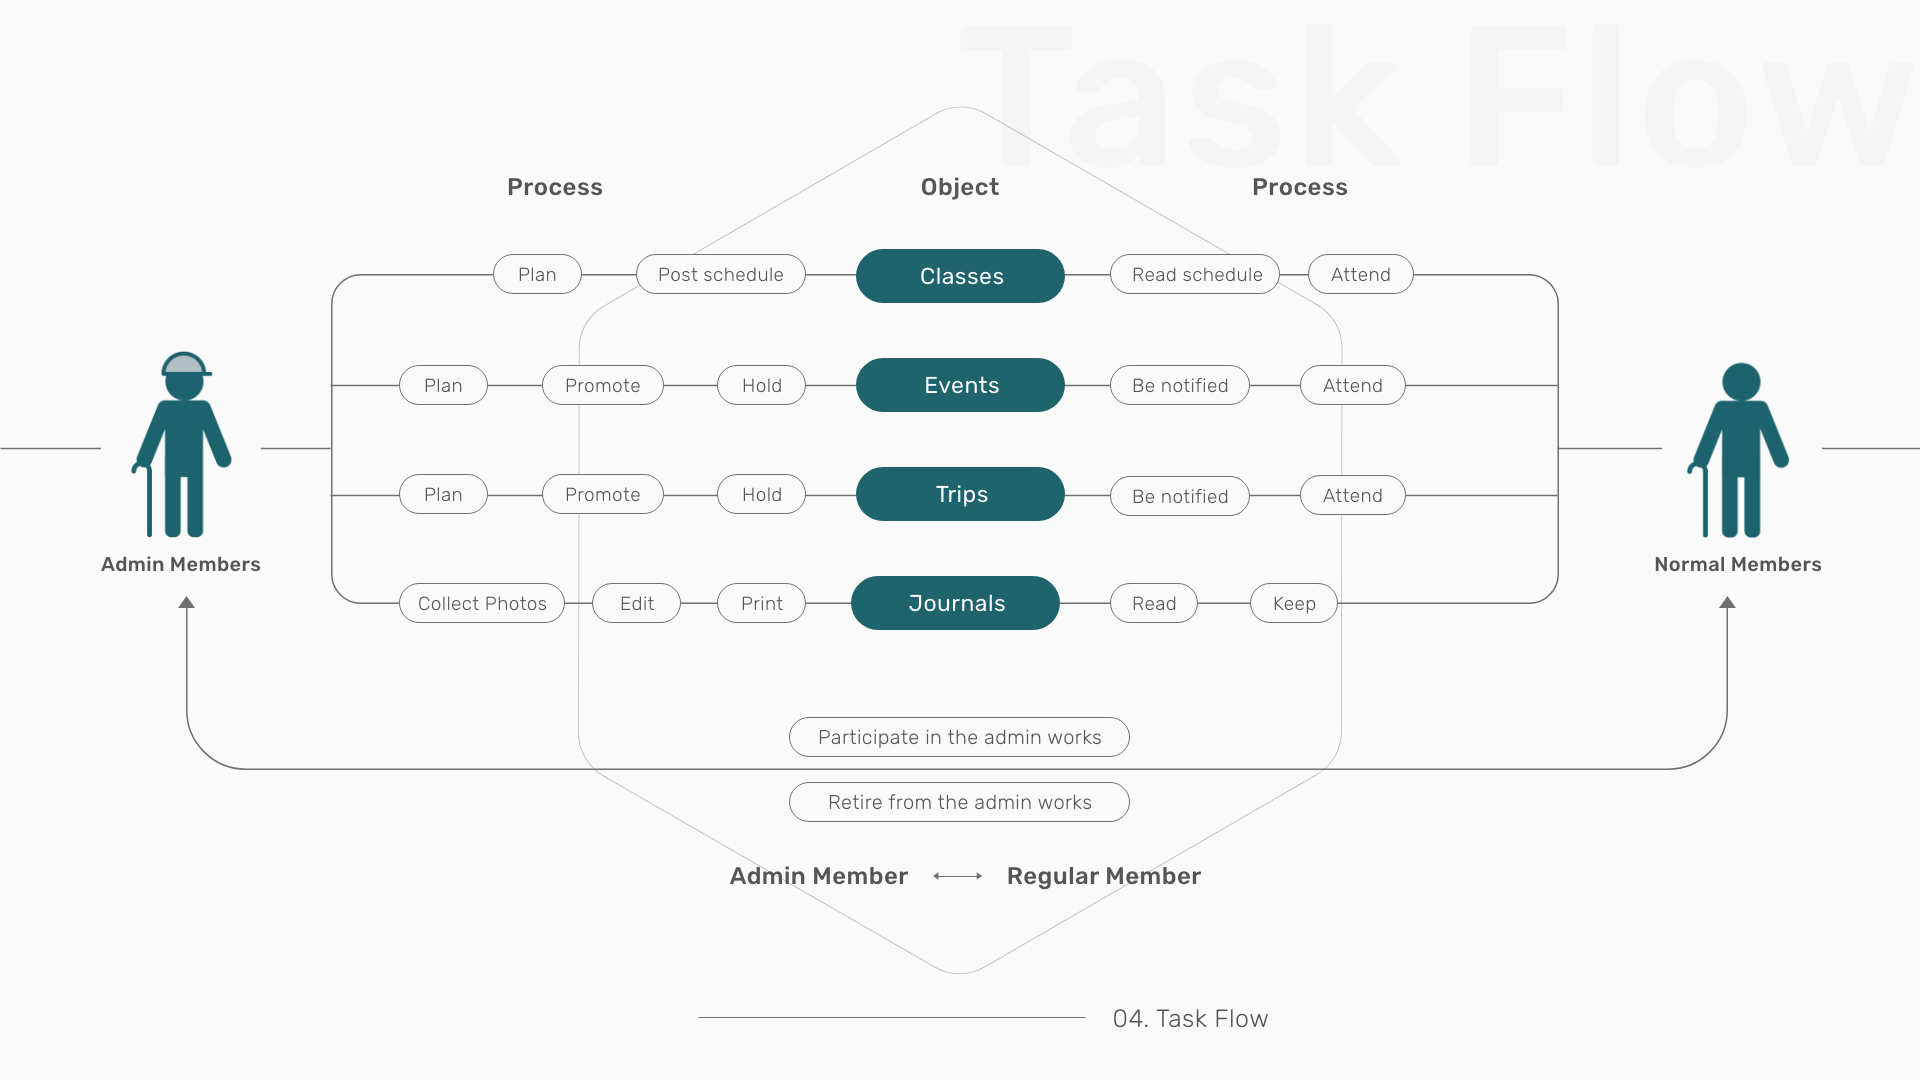 Task Flow
Process Object Process
Plan Post schedule Classes Read schedule Attend
Plan Promote Hold Events Be notified Attend
Plan Promote Hold Trips Be notified Attend
Admin Members Normal Members
Collect Photos Edit Print Journals Read Keep
Participate in the admin works
Retire from the admin works
Admin Member Regular Member
04. Task Flow